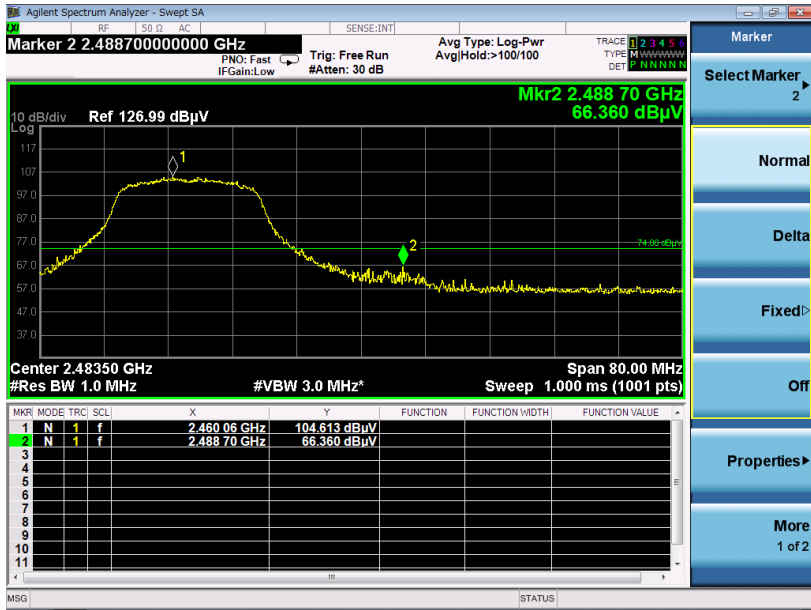 Agilent Spectrum Analyzer - Swept SA
LXI RF 50 Ω AC SENSE:INT
Marker 2 2.488700000000 GHz
PNO: Fast
IFGain:Low
Trig: Free Run
#Atten: 30 dB
Avg Type: Log-Pwr
Avg|Hold:>100/100
TRACE 1 2 3 4 5 6
TYPE M WWWWW
DET P N N N N N
Mkr2 2.488 70 GHz
66.360 dBµV
10 dB/div Ref 126.99 dBµV
Log
117
107
97.0
87.0
77.0
67.0
57.0
47.0
37.0
1
2
74.00 dBµV
Center 2.48350 GHz Span 80.00 MHz
#Res BW 1.0 MHz #VBW 3.0 MHz* Sweep 1.000 ms (1001 pts)
MKR MODE TRC SCL X Y FUNCTION FUNCTION WIDTH FUNCTION VALUE
1 N 1 f 2.460 06 GHz 104.613 dBµV
2 N 1 f 2.488 70 GHz 66.360 dBµV
3
4
5
6
7
8
9
10
11
MSG STATUS
Marker
Select Marker
2
Normal
Delta
Fixed
Off
Properties
More
1 of 2